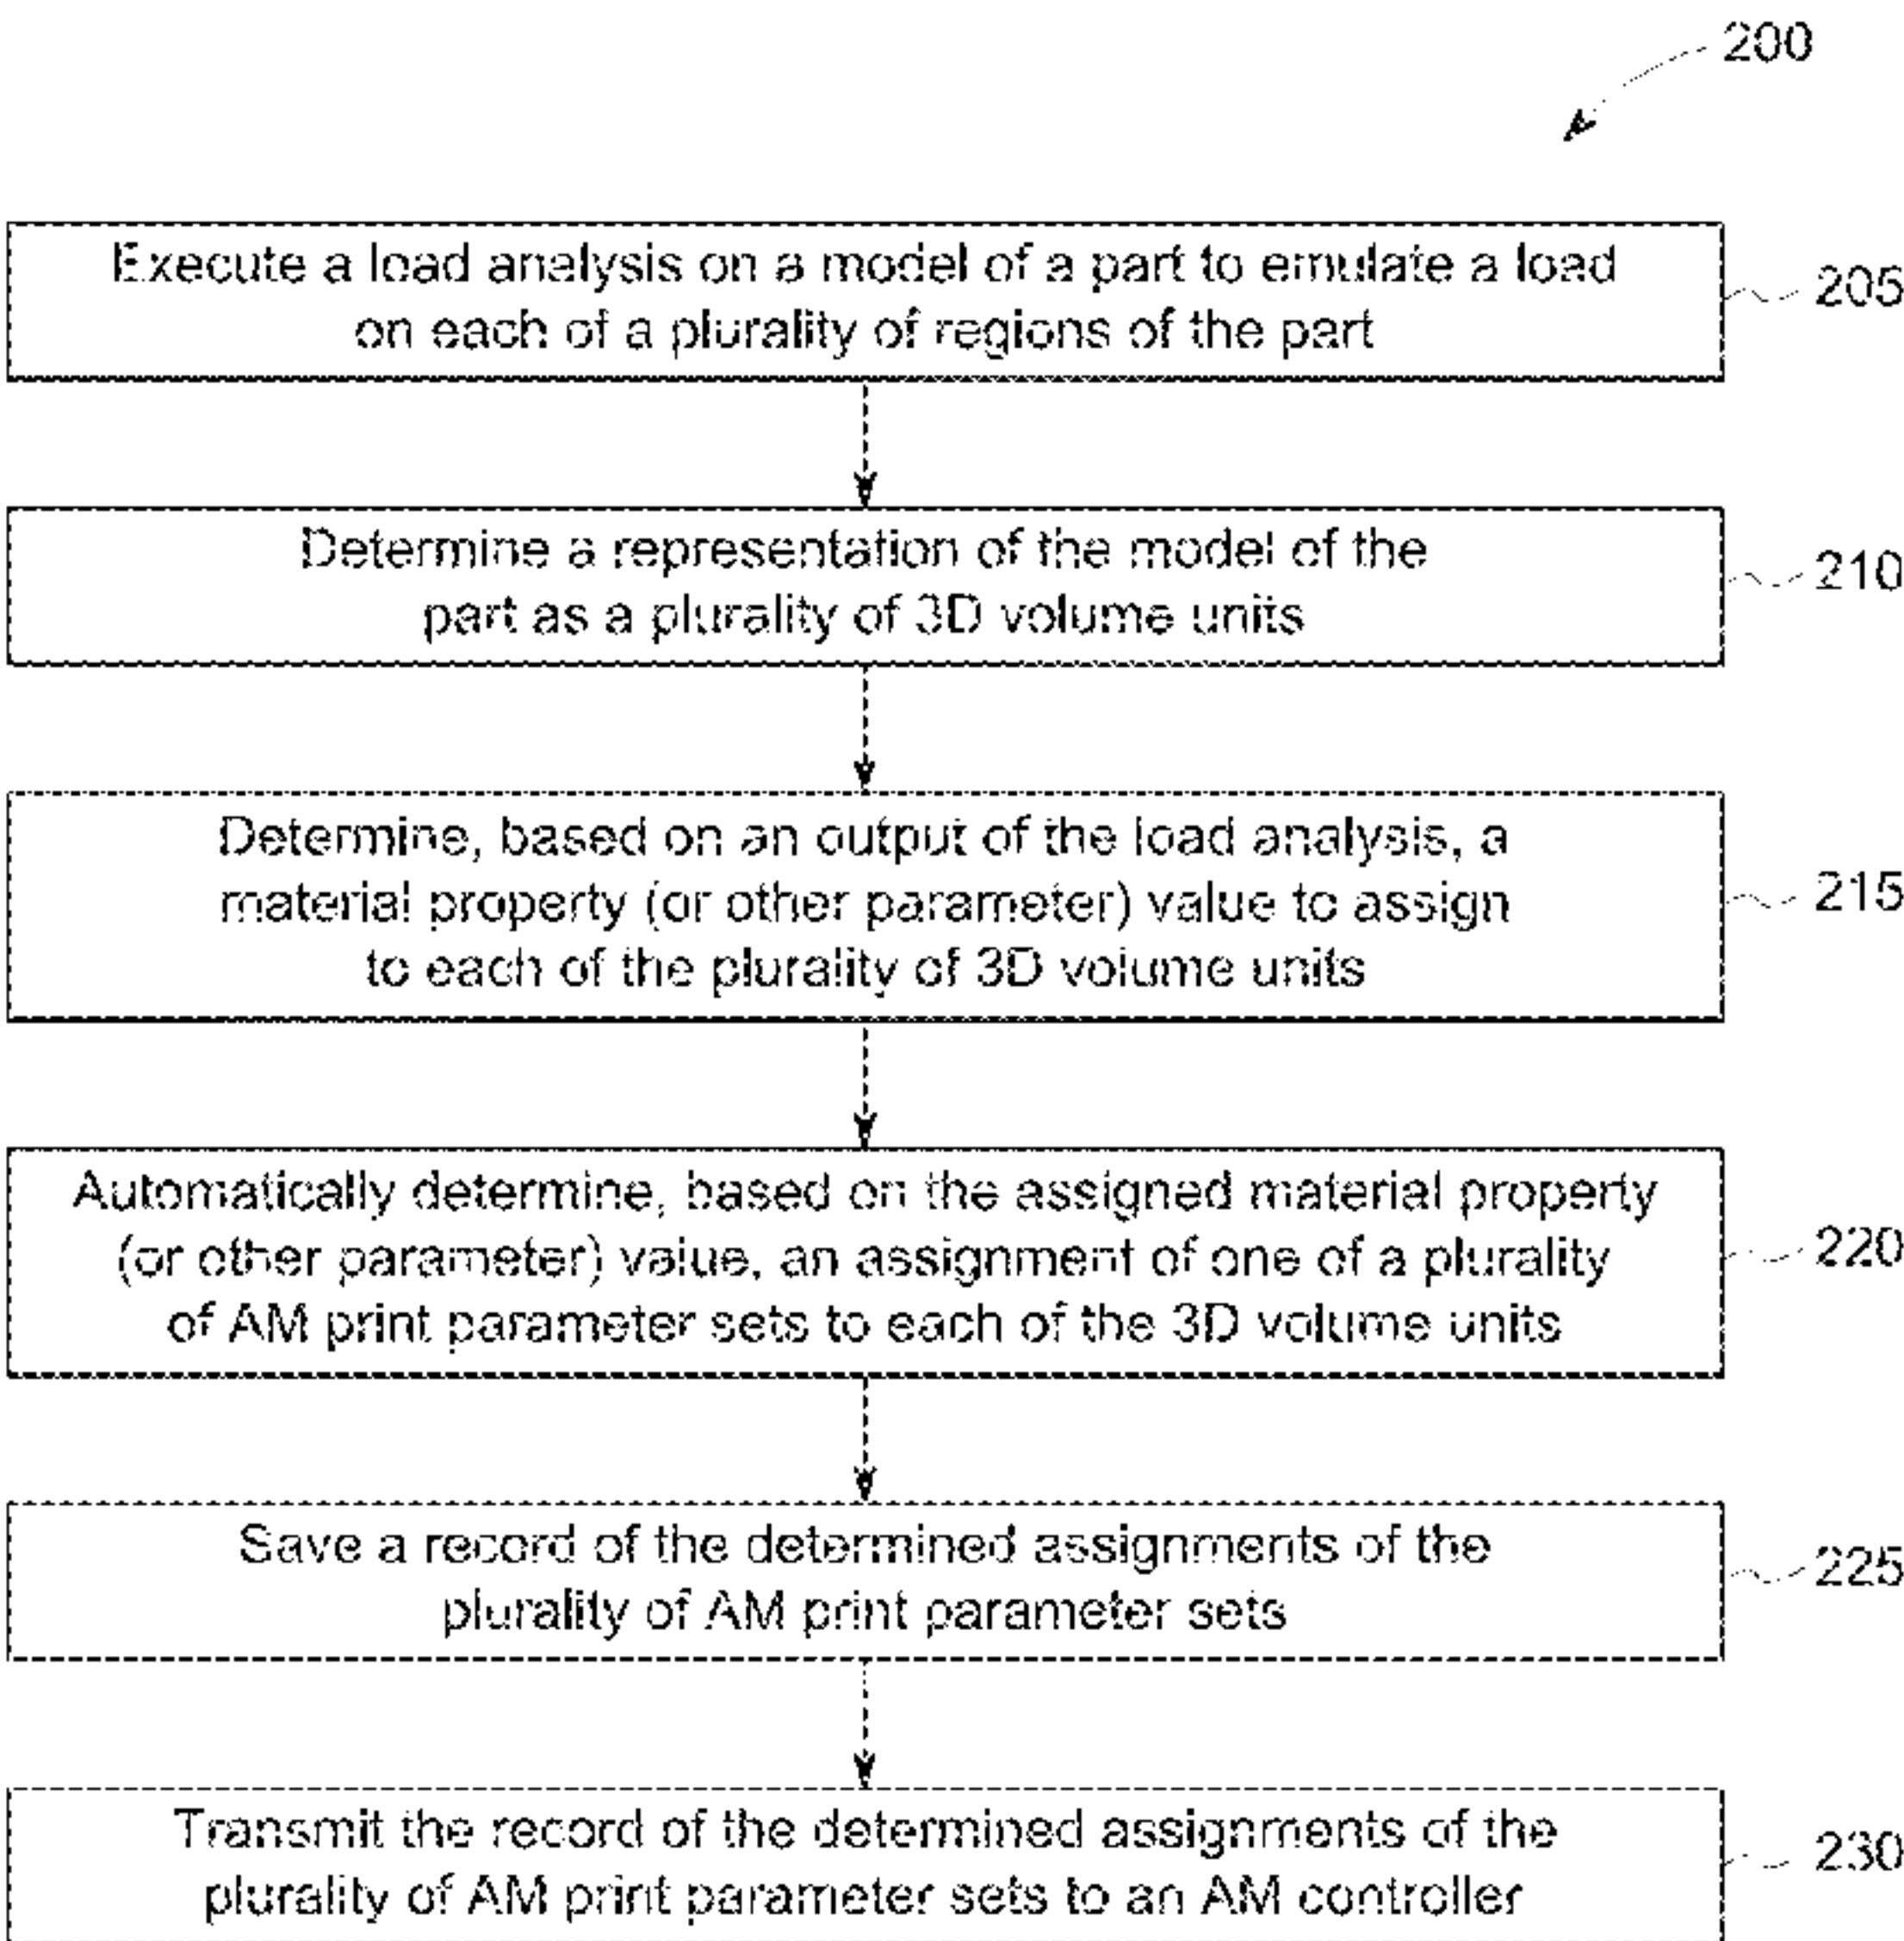 200
Execute a load analysis on a model of a part to emulate a load
on each of a plurality of regions of the part
205
Determine a representation of the model of the
part as a plurality of 3D volume units
210
Determine, based on an output of the load analysis, a
material property (or other parameter) value to assign
to each of the plurality of 3D volume units
215
Automatically determine, based on the assigned material property
(or other parameter) value, an assignment of one of a plurality
of AM print parameter sets to each of the 3D volume units
220
Save a record of the determined assignments of the
plurality of AM print parameter sets
225
Transmit the record of the determined assignments of the
plurality of AM print parameter sets to an AM controller
230